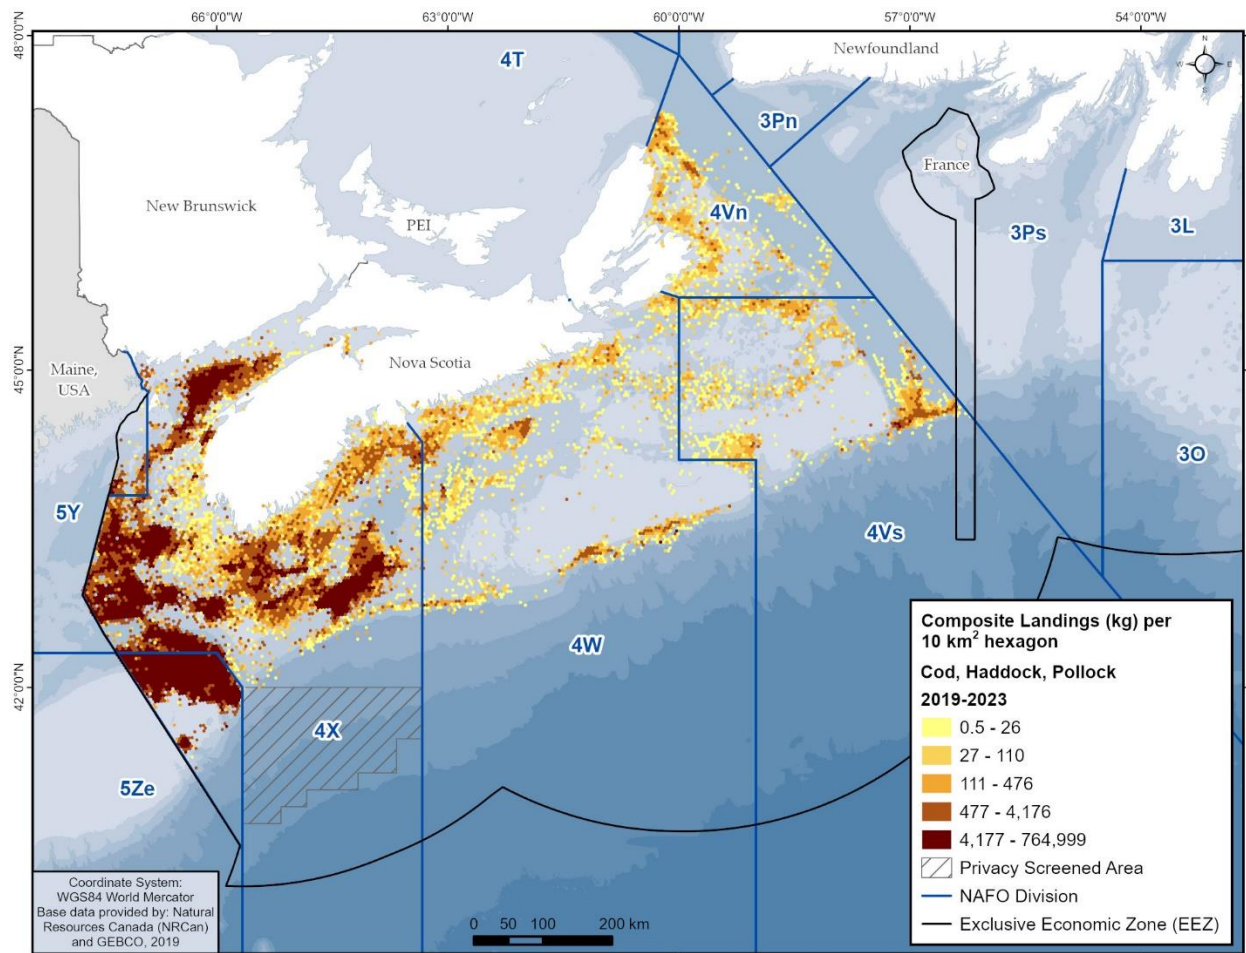 66°0'0"W
63°0'0"W
60°0'0"W
57°0'0"W
54°0'0"W
48°0'0"N
45°0'0"N
42°0'0"N
4T
Newfoundland
N
W
E
S
3Pn
France
New Brunswick
PEI
4Vn
3Ps
3L
Maine,
USA
Nova Scotia
3O
5Y
4Vs
4W
4X
5Ze
Composite Landings (kg) per
10 km² hexagon
Cod, Haddock, Pollock
2019-2023
0.5 - 26
27 - 110
111 - 476
477 - 4,176
4,177 - 764,999
Privacy Screened Area
NAFO Division
Exclusive Economic Zone (EEZ)
Coordinate System:
WGS84 World Mercator
Base data provided by: Natural
Resources Canada (NRCan)
and GEBCO, 2019
0 50 100 200 km